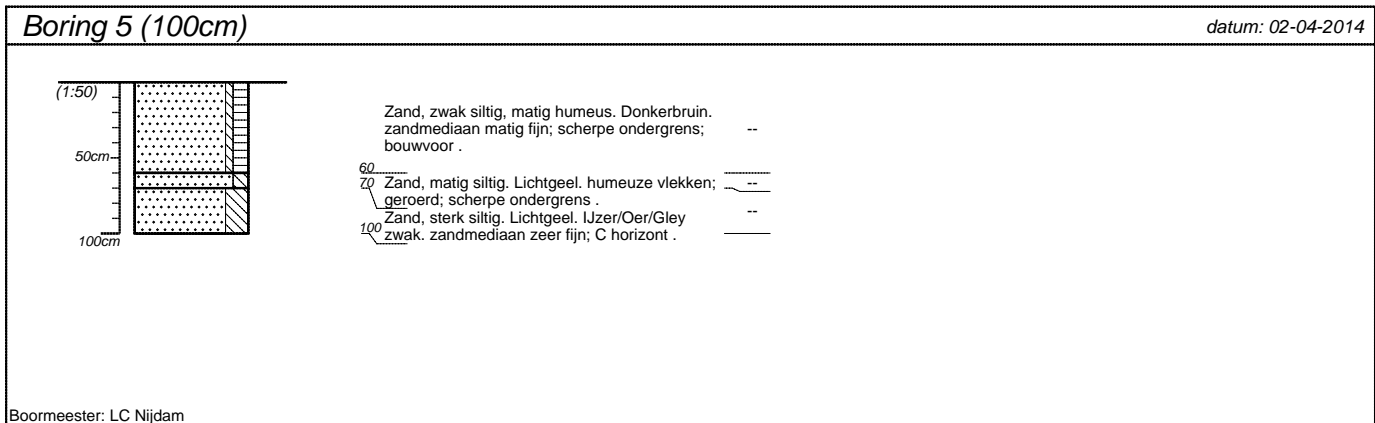 Boring 5 (100cm)
datum: 02-04-2014
(1:50)
50cm
100cm
Zand, zwak siltig, matig humeus. Donkerbruin.
zandmediaan matig fijn; scherpe ondergrens; --
bouwvoor .
60
70 Zand, matig siltig. Lichtgeel. humeuze vlekken; --
geroerd; scherpe ondergrens .
Zand, sterk siltig. Lichtgeel. IJzer/Oer/Gley --
100 zwak. zandmediaan zeer fijn; C horizont .
Boormeester: LC Nijdam